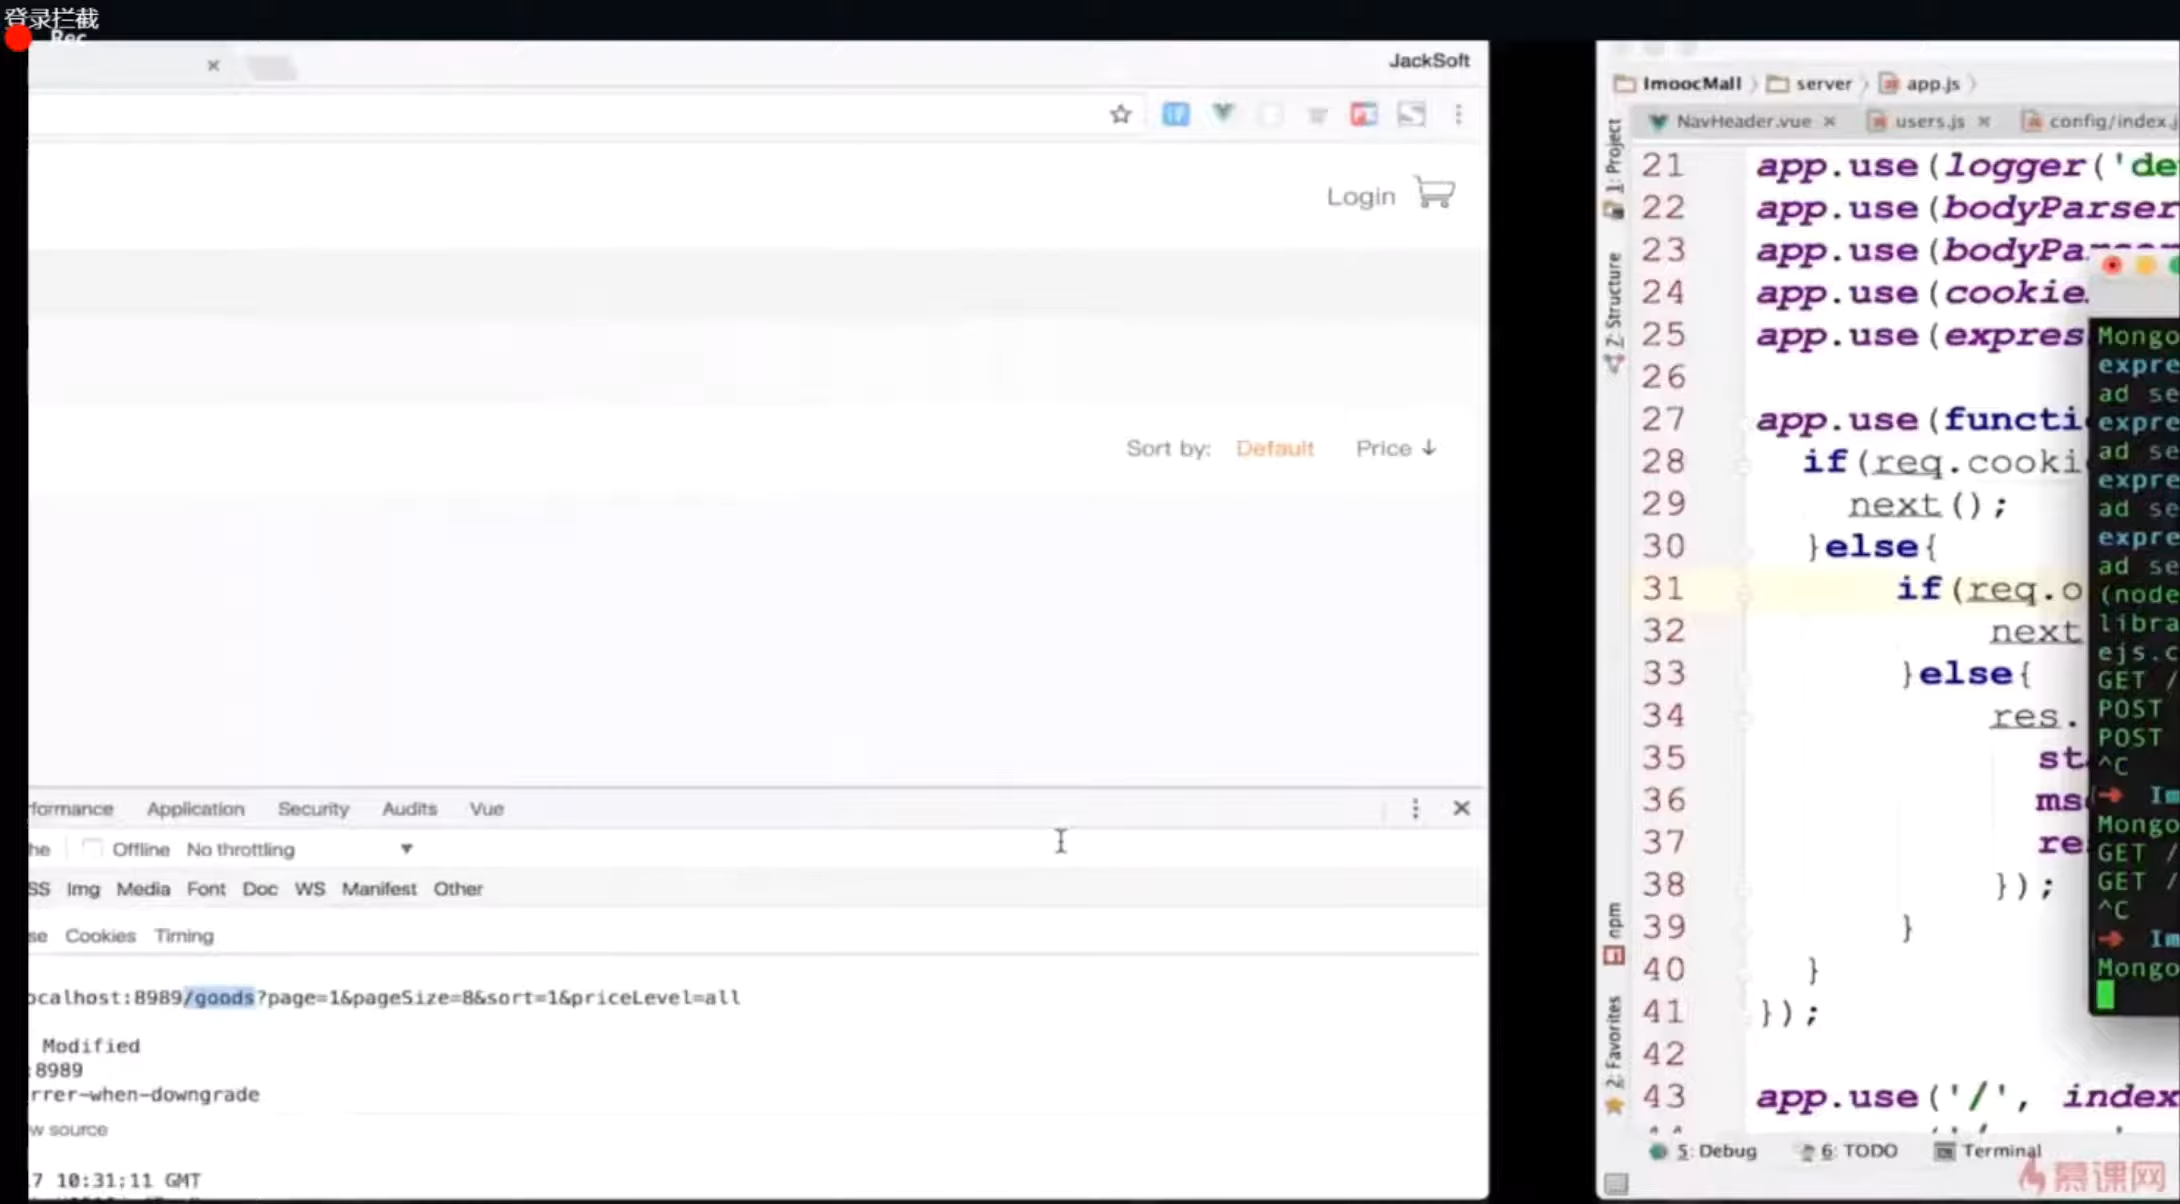 登录拦截
Rec
JackSoft
Login
Sort by: Default Price ↓
formance Application Security Audits Vue
he Offline No throttling
SS Img Media Font Doc WS Manifest Other
se Cookies Timing
ocalhost:8989/goods?page=1&pageSize=8&sort=1&priceLevel=all
Modified
:8989
rrer-when-downgrade
w source
7 10:31:11 GMT
ImoocMall server app.js
NavHeader.vue × users.js × config/index.j
1: Project
7: Structure
npm
2: Favorites
21 app.use(logger('de
22 app.use(bodyParser
23 app.use(bodyPa
24 app.use(cookie
25 app.use(expres
26
27 app.use(functi
28 if(req.cooki
29 next();
30 }else{
31 if(req.o
32 next
33 }else{
34 res.
35 st
36 ms
37 re
38 });
39 }
40 }
41 });
42
43 app.use('/', index
Mongo
expre
ad se
expre
ad se
expre
ad se
expre
ad se
(node
libra
ejs.c
GET /
POST
POST
^C
➜ Im
Mongo
GET /
GET /
^C
➜ Im
Mongo
5: Debug 6: TODO Terminal
慕课网